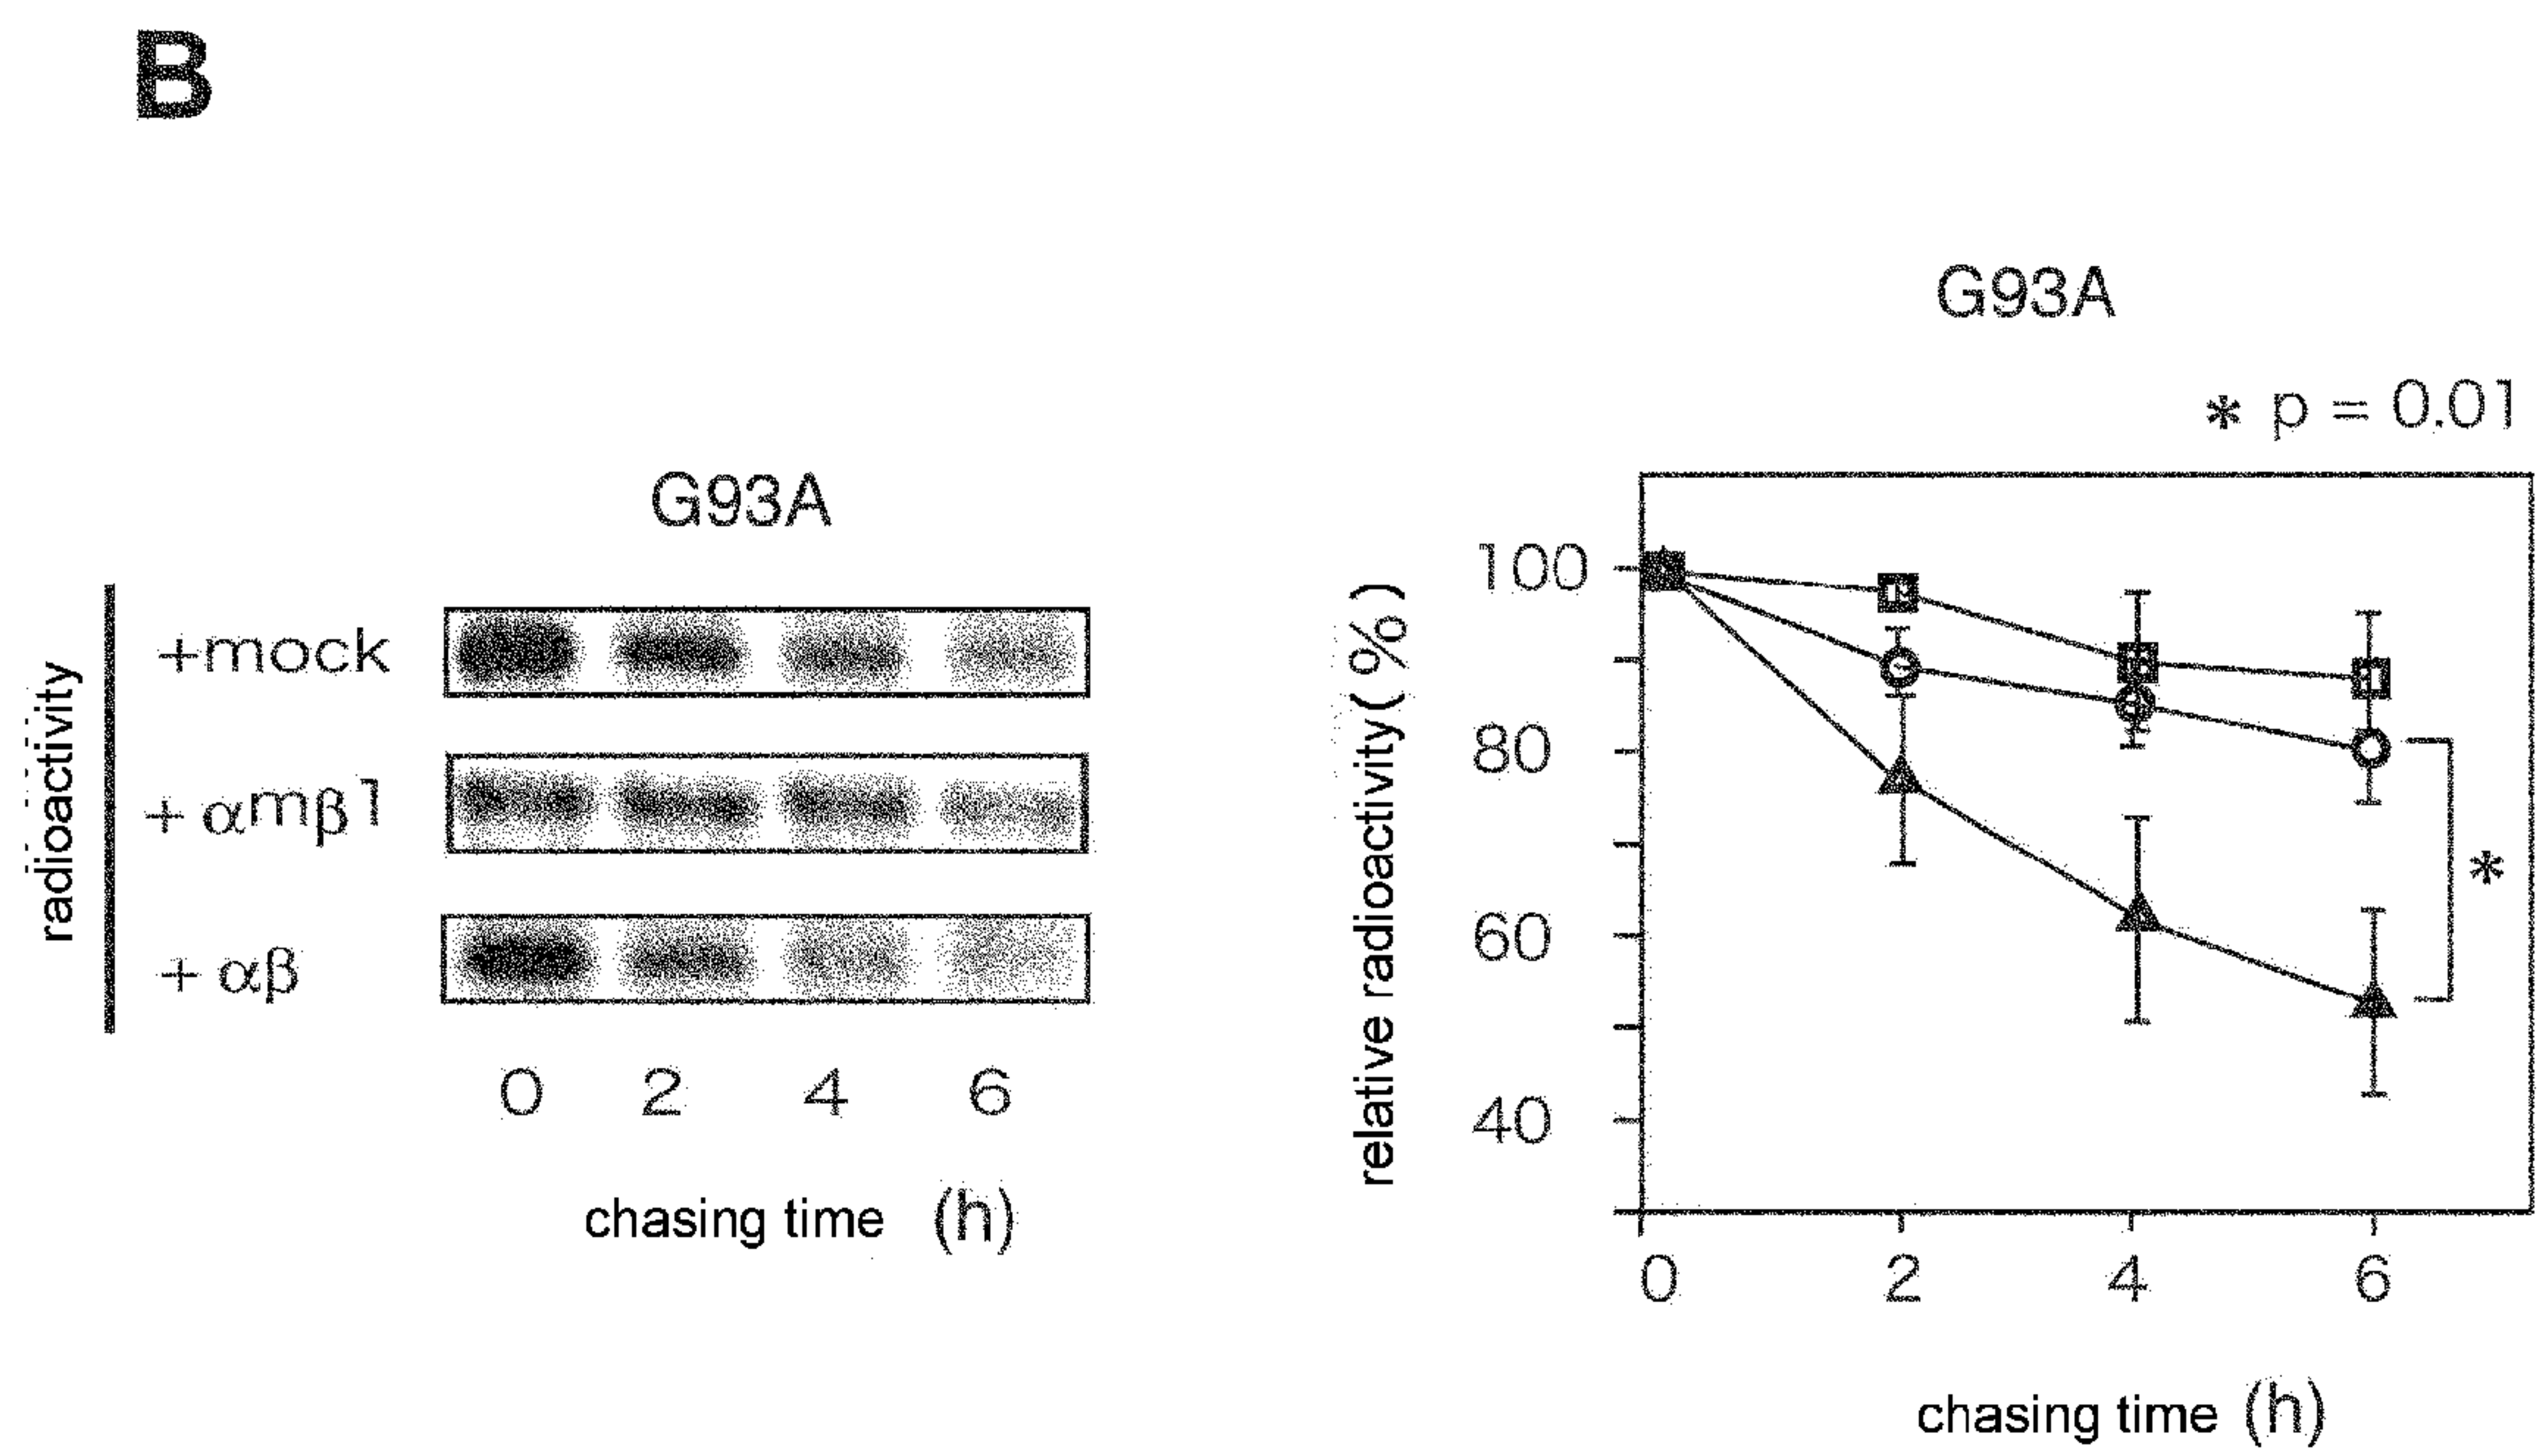 B
G93A
radioactivity
+mock
+ αmβ1
+ αβ
0 2 4 6
chasing time (h)
G93A
* p = 0.01
relative radioactivity(%)
100
80
60
40
*
0 2 4 6
chasing time (h)